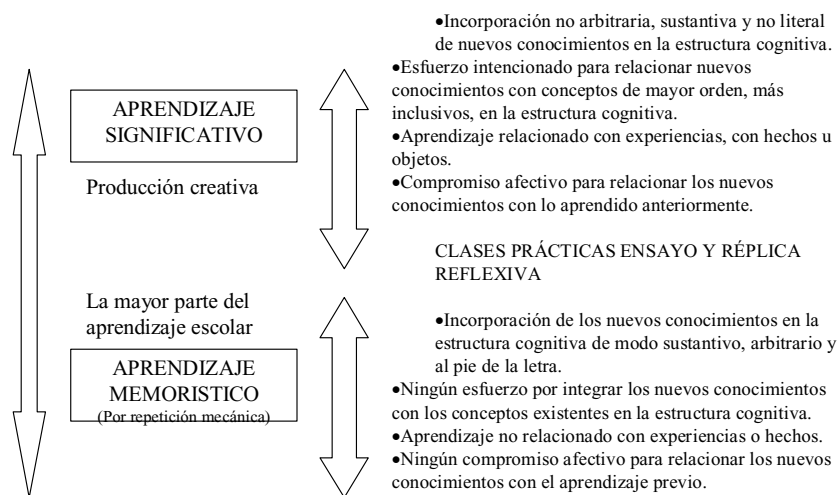 •Incorporación no arbitraria, sustantiva y no literal
de nuevos conocimientos en la estructura cognitiva.
•Esfuerzo intencionado para relacionar nuevos
conocimientos con conceptos de mayor orden, más
inclusivos, en la estructura cognitiva.
•Aprendizaje relacionado con experiencias, con hechos u
objetos.
•Compromiso afectivo para relacionar los nuevos
conocimientos con lo aprendido anteriormente.
APRENDIZAJE
SIGNIFICATIVO
Producción creativa
CLASES PRÁCTICAS ENSAYO Y RÉPLICA
REFLEXIVA
La mayor parte del
aprendizaje escolar
APRENDIZAJE
MEMORISTICO
(Por repetición mecánica)
•Incorporación de los nuevos conocimientos en la
estructura cognitiva de modo sustantivo, arbitrario y
al pie de la letra.
•Ningún esfuerzo por integrar los nuevos conocimientos
con los conceptos existentes en la estructura cognitiva.
•Aprendizaje no relacionado con experiencias o hechos.
•Ningún compromiso afectivo para relacionar los nuevos
conocimientos con el aprendizaje previo.